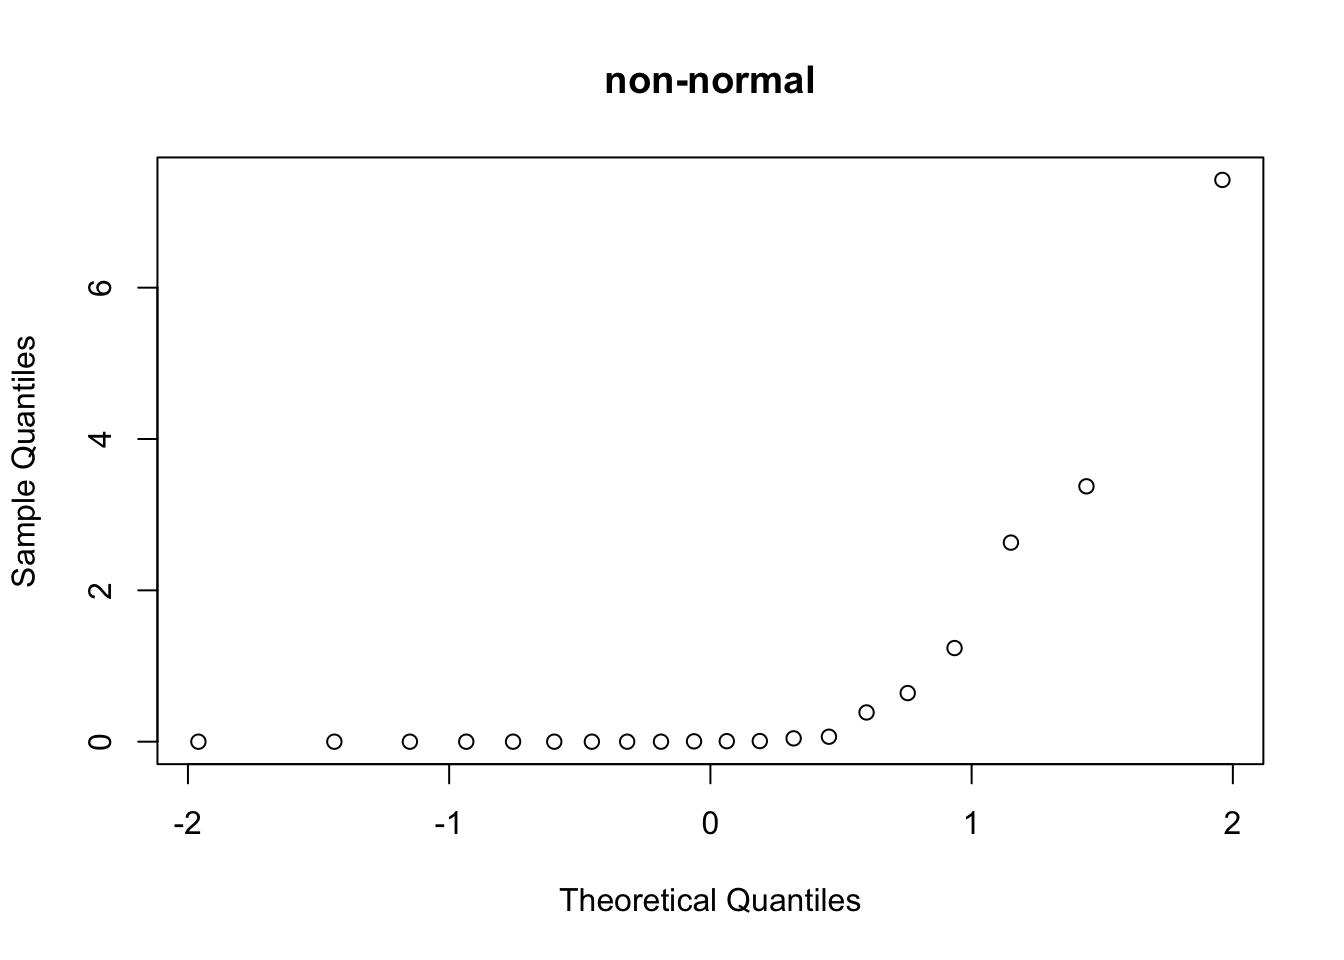 non-normal
Sample Quantiles
6
4
2
0
-2 -1 0 1 2
Theoretical Quantiles